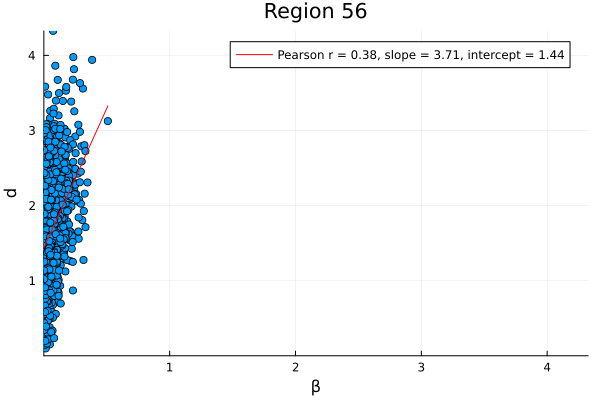 Region 56
Pearson r = 0.38, slope = 3.71, intercept = 1.44
4
3
2
1
d
1
2
3
4
β